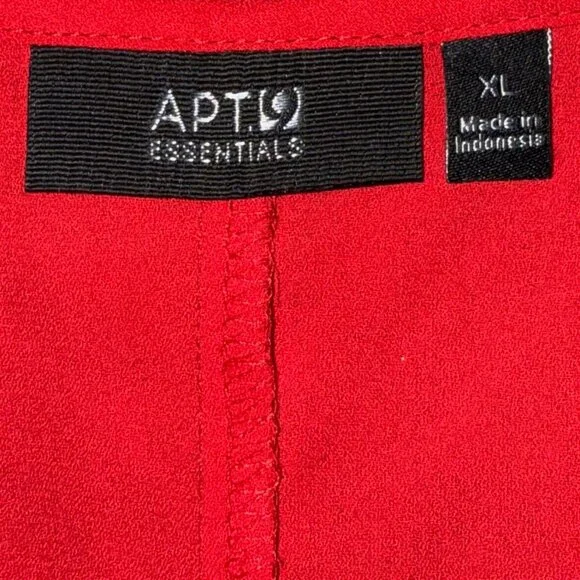 APT.9
ESSENTIALS
XL
Made in
Indonesia